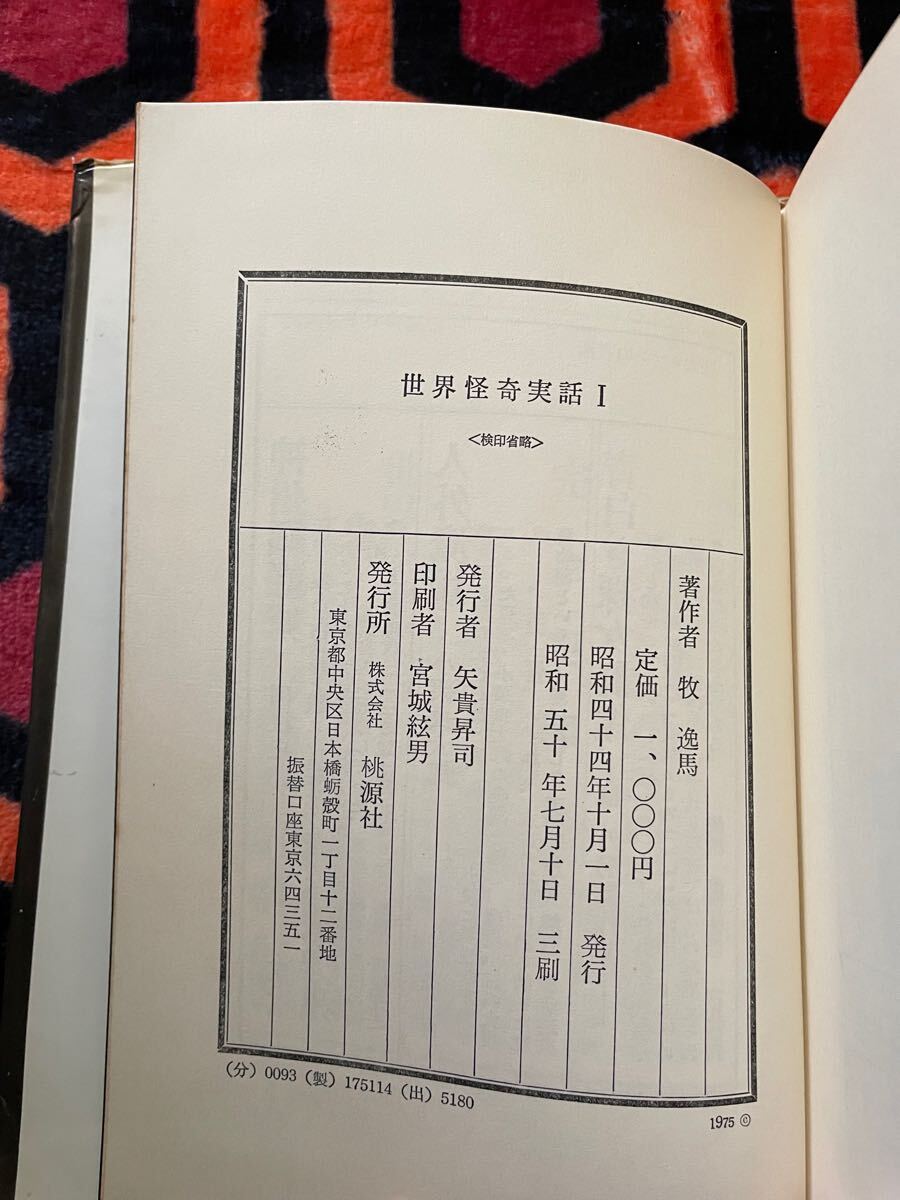 世界怪奇実話 I
<検印省略>
著作者 牧 逸馬
定価 一、〇〇〇円
昭和四十四年十月一日 発行
昭和 五十 年七月十日 三刷
発行者 矢貴昇司
印刷者 宮城絃男
発行所 株式会社 桃源社
東京都中央区日本橋蛎殻町一丁目十二番地
振替口座東京六四三五一
(分) 0093 (製) 175114 (出) 5180
1975 ©